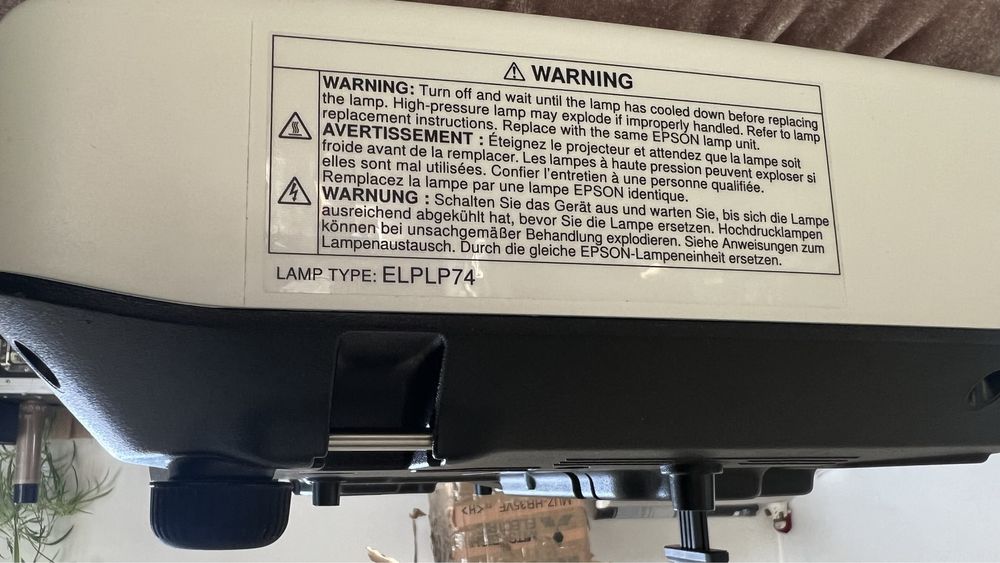 ⚠ WARNING
WARNING: Turn off and wait until the lamp has cooled down before replacing
the lamp. High-pressure lamp may explode if improperly handled. Refer to lamp
replacement instructions. Replace with the same EPSON lamp unit.
AVERTISSEMENT : Éteignez le projecteur et attendez que la lampe soit
froide avant de la remplacer. Les lampes à haute pression peuvent exploser si
elles sont mal utilisées. Confier l'entretien à une personne qualifiée.
Remplacez la lampe par une lampe EPSON identique.
WARNUNG : Schalten Sie das Gerät aus und warten Sie, bis sich die Lampe
ausreichend abgekühlt hat, bevor Sie die Lampe ersetzen. Hochdrucklampen
können bei unsachgemäßer Behandlung explodieren. Siehe Anweisungen zum
Lampenaustausch. Durch die gleiche EPSON-Lampeneinheit ersetzen.
LAMP TYPE: ELPLP74
MUZ-HR35VF <H>